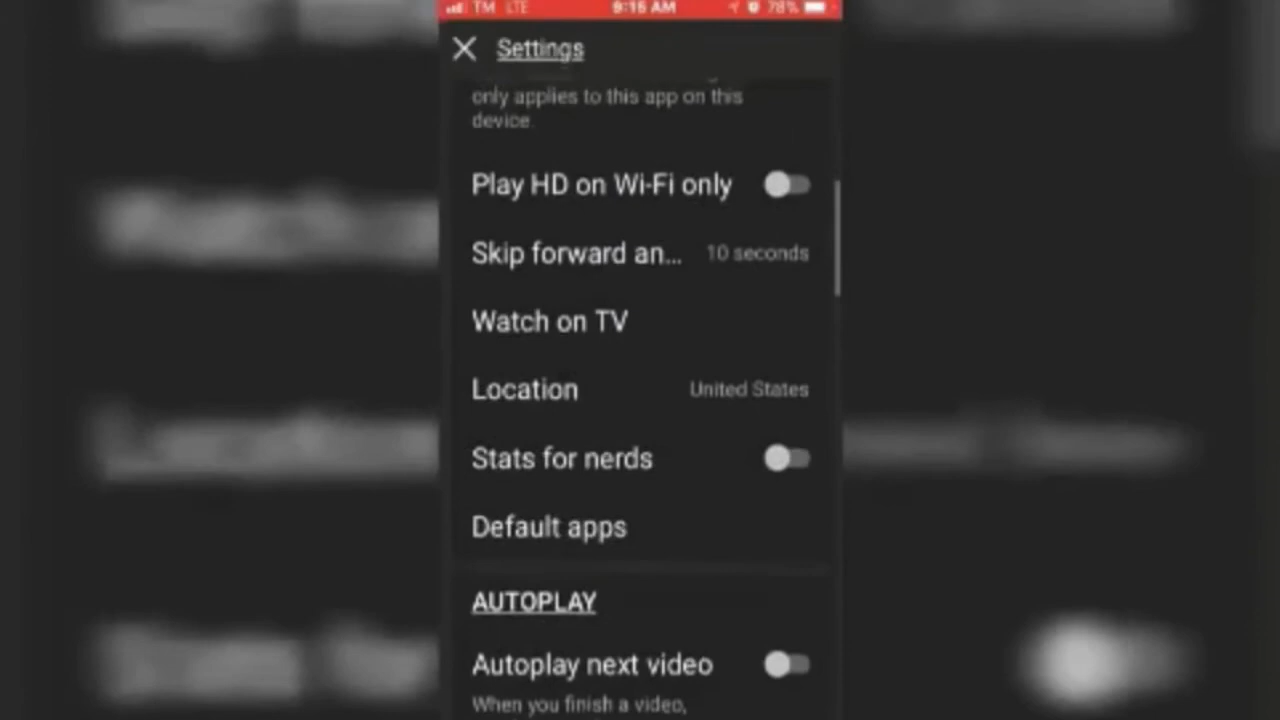 TM LTE 9:15 AM 78%
Settings
only applies to this app on this
device.
Play HD on Wi-Fi only
Skip forward an... 10 seconds
Watch on TV
Location United States
Stats for nerds
Default apps
AUTOPLAY
Autoplay next video
When you finish a video,